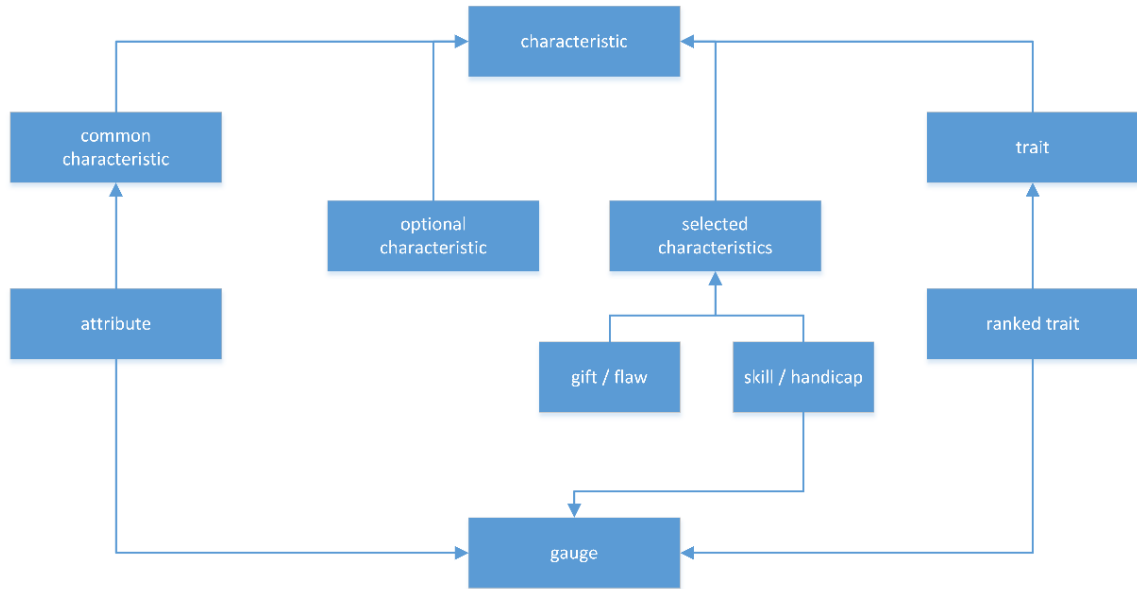 characteristic
common
characteristic
trait
optional
characteristic
selected
characteristics
attribute
ranked trait
gift / flaw
skill / handicap
gauge